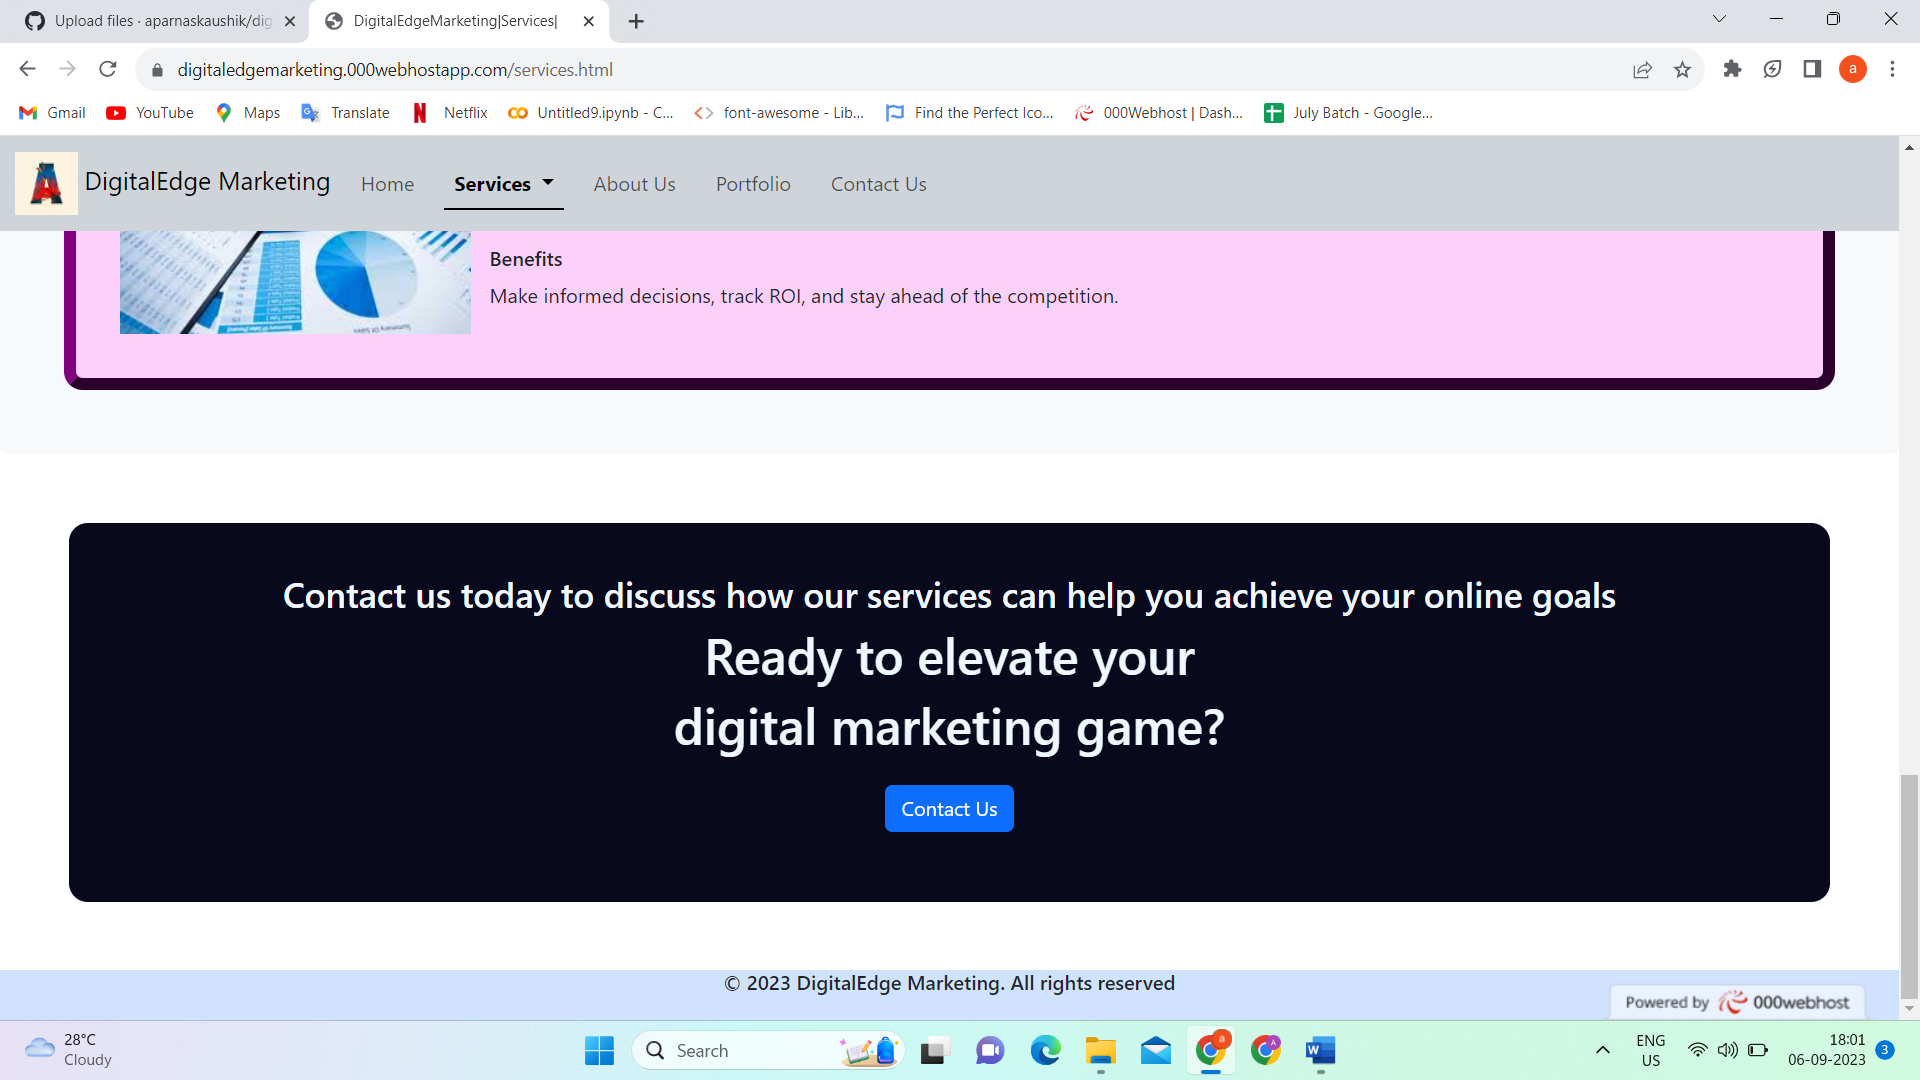 Upload files · aparnaskaushik/dig
DigitalEdgeMarketing|Services|
digitaledgemarketing.000webhostapp.com/services.html
a
Gmail
YouTube
Maps
Translate
Netflix
Untitled9.ipynb - C...
font-awesome - Lib...
Find the Perfect Ico...
000Webhost | Dash...
July Batch - Google...
DigitalEdge Marketing
Home
Services
About Us
Portfolio
Contact Us
Benefits
Make informed decisions, track ROI, and stay ahead of the competition.
Contact us today to discuss how our services can help you achieve your online goals
Ready to elevate your
digital marketing game?
Contact Us
© 2023 DigitalEdge Marketing. All rights reserved
Powered by 000webhost
28°C
Cloudy
Search
ENG
US
18:01
06-09-2023
3